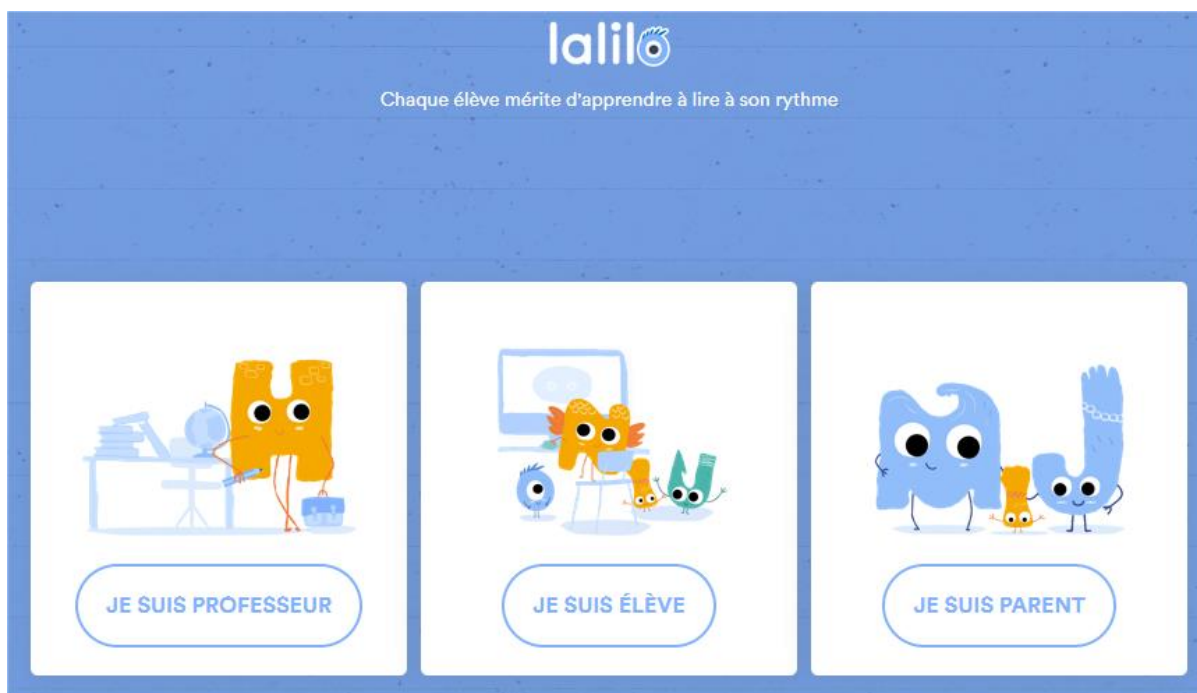 lalilo
Chaque élève mérite d'apprendre à lire à son rythme
JE SUIS PROFESSEUR
JE SUIS ÉLÈVE
JE SUIS PARENT